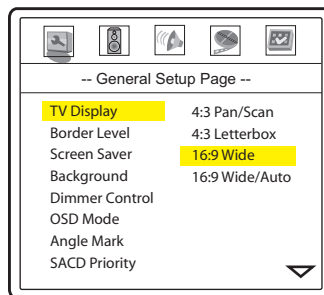 -- General Setup Page --
TV Display
Border Level
Screen Saver
Background
Dimmer Control
OSD Mode
Angle Mark
SACD Priority
4:3 Pan/Scan
4:3 Letterbox
16:9 Wide
16:9 Wide/Auto